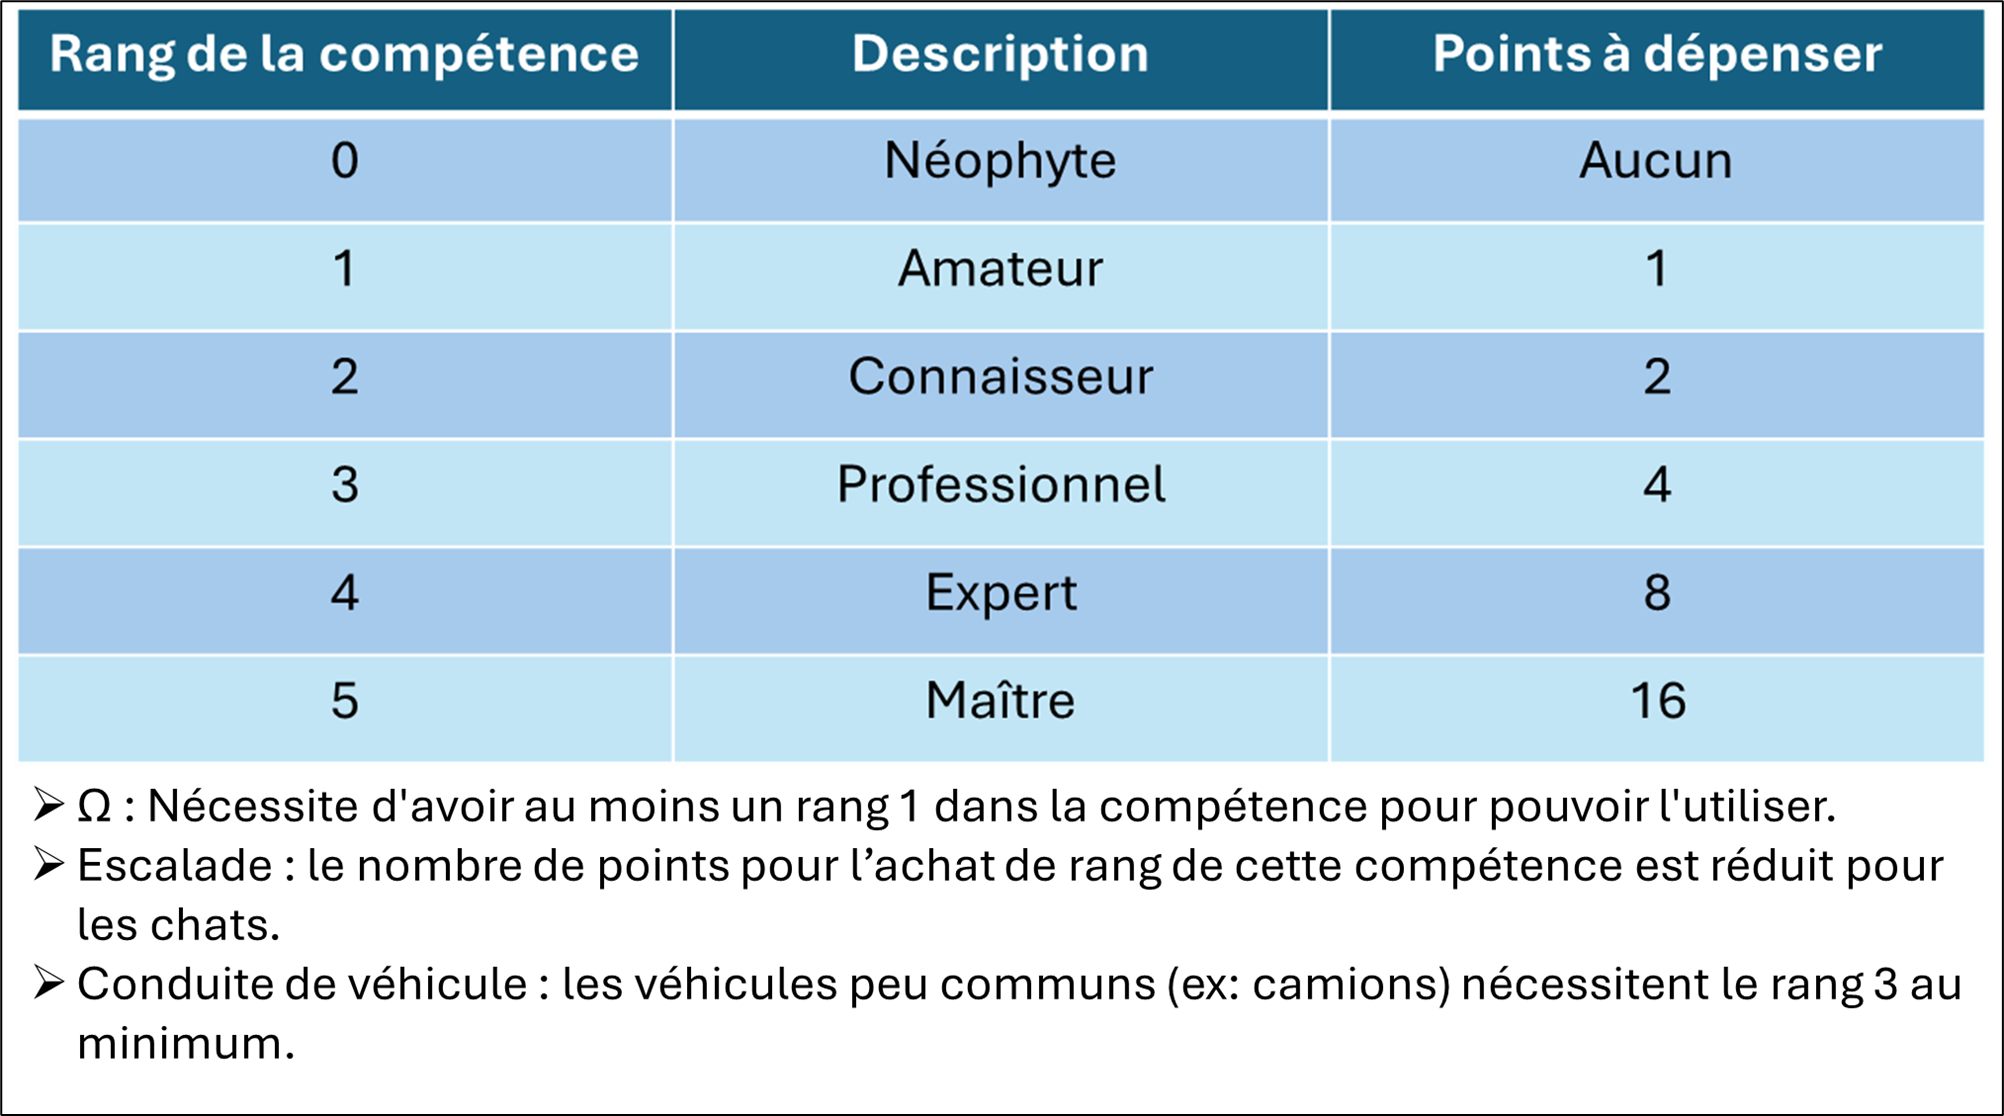 Rang de la compétence Description Points à dépenser
0 Néophyte Aucun
1 Amateur 1
2 Connaisseur 2
3 Professionnel 4
4 Expert 8
5 Maître 16
➢ Ω : Nécessite d'avoir au moins un rang 1 dans la compétence pour pouvoir l'utiliser.
➢ Escalade : le nombre de points pour l’achat de rang de cette compétence est réduit pour
les chats.
➢ Conduite de véhicule : les véhicules peu communs (ex: camions) nécessitent le rang 3 au
minimum.